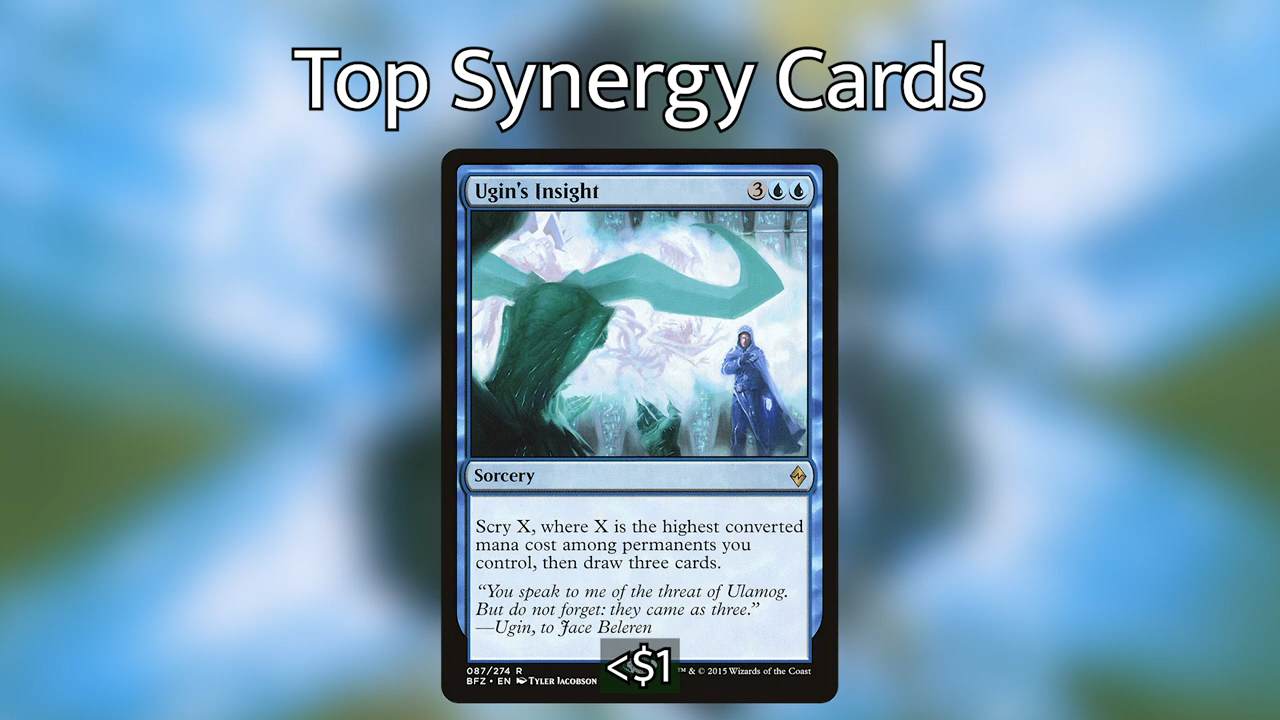 Top Synergy Cards
Ugin's Insight 3
Sorcery
Scry X, where X is the highest converted
mana cost among permanents you
control, then draw three cards.
“You speak to me of the threat of Ulamog.
But do not forget: they came as three.”
—Ugin, to Jace Beleren
<$1
087/274 R
™ & © 2015 Wizards of the Coast
BFZ • EN Tyler Jacobson